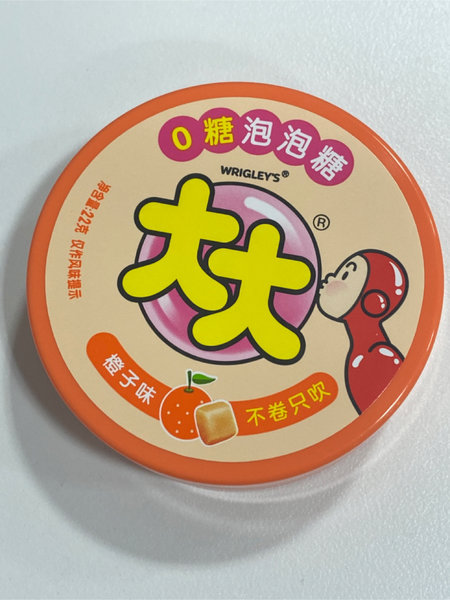 0糖泡泡糖
WRIGLEY'S®
大大®
净含量:22克 仅作风味提示
橙子味
不卷只吹